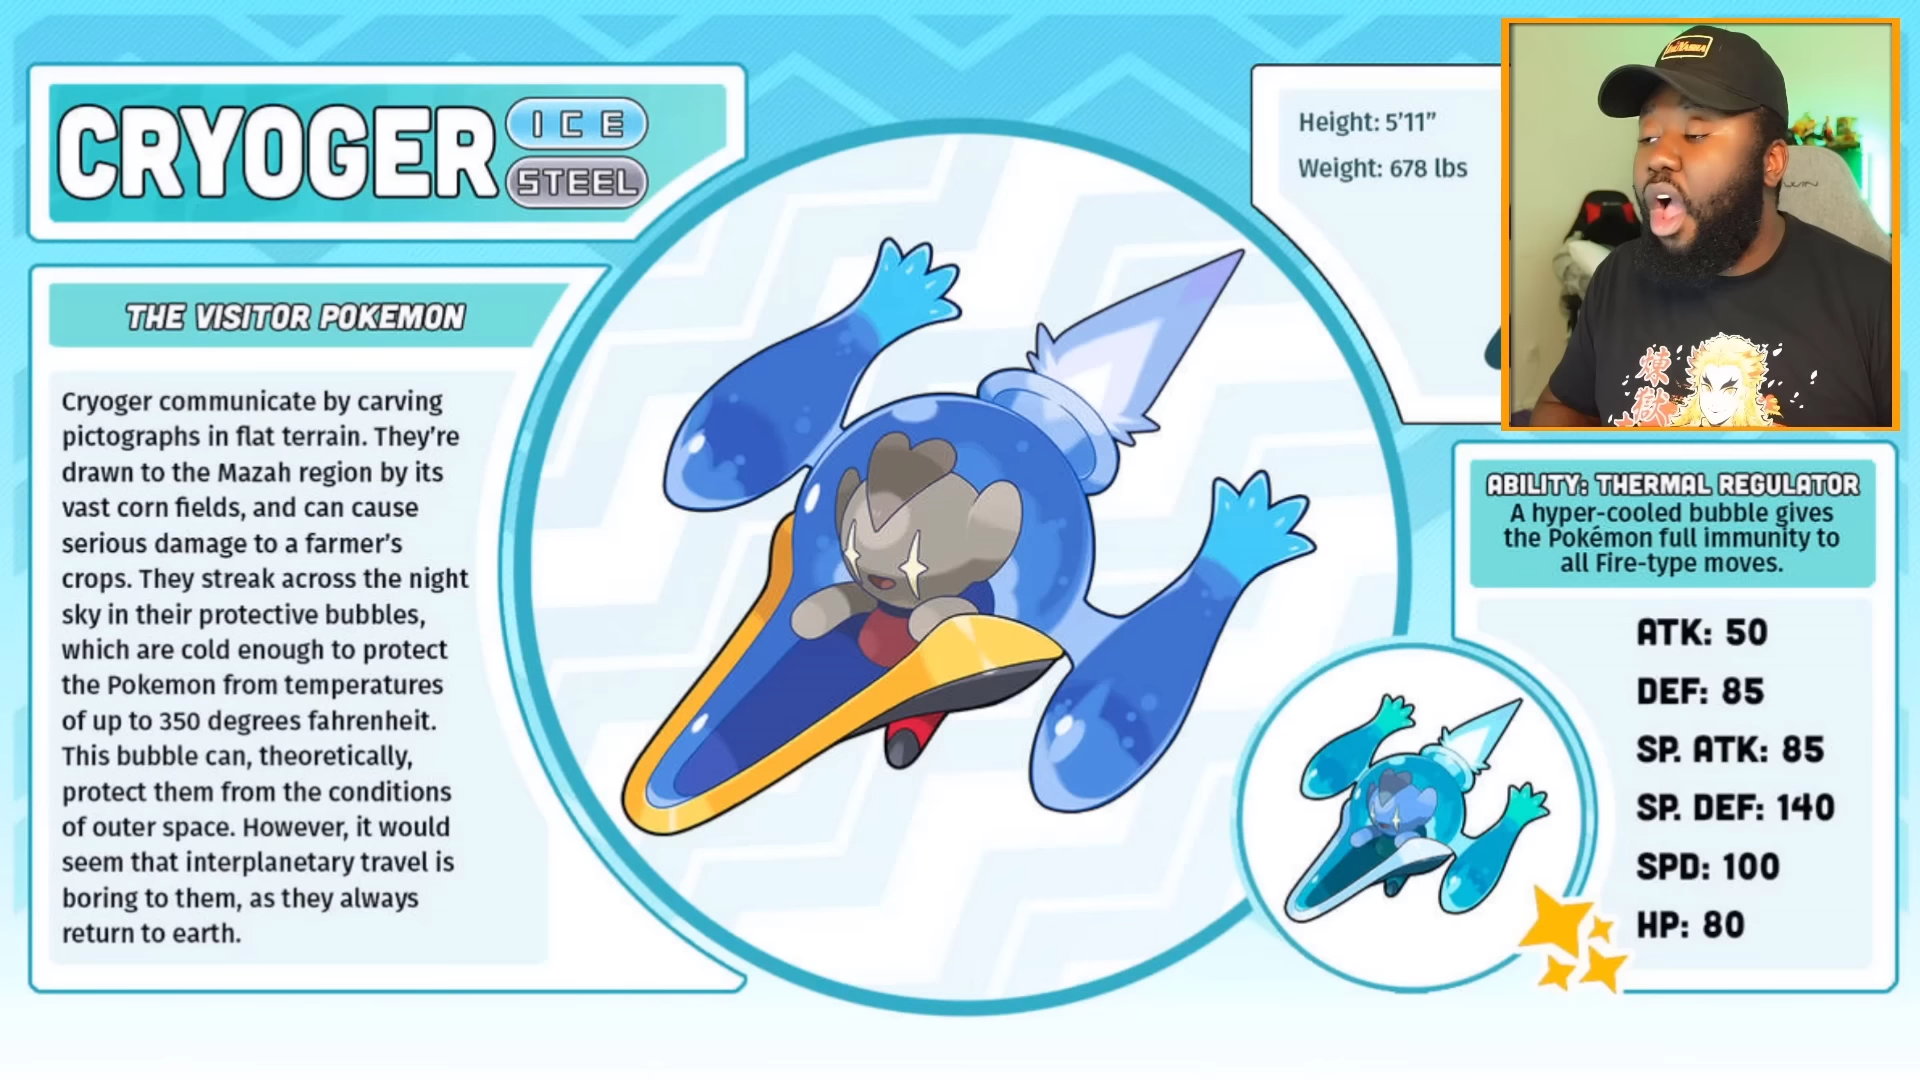 CRYOGER
ICE
STEEL
THE VISITOR POKEMON
Cryoger communicate by carving
pictographs in flat terrain. They’re
drawn to the Mazah region by its
vast corn fields, and can cause
serious damage to a farmer’s
crops. They streak across the night
sky in their protective bubbles,
which are cold enough to protect
the Pokemon from temperatures
of up to 350 degrees fahrenheit.
This bubble can, theoretically,
protect them from the conditions
of outer space. However, it would
seem that interplanetary travel is
boring to them, as they always
return to earth.
Height: 5’11”
Weight: 678 lbs
煉
獄
ABILITY: THERMAL REGULATOR
A hyper-cooled bubble gives
the Pokémon full immunity to
all Fire-type moves.
ATK: 50
DEF: 85
SP. ATK: 85
SP. DEF: 140
SPD: 100
HP: 80